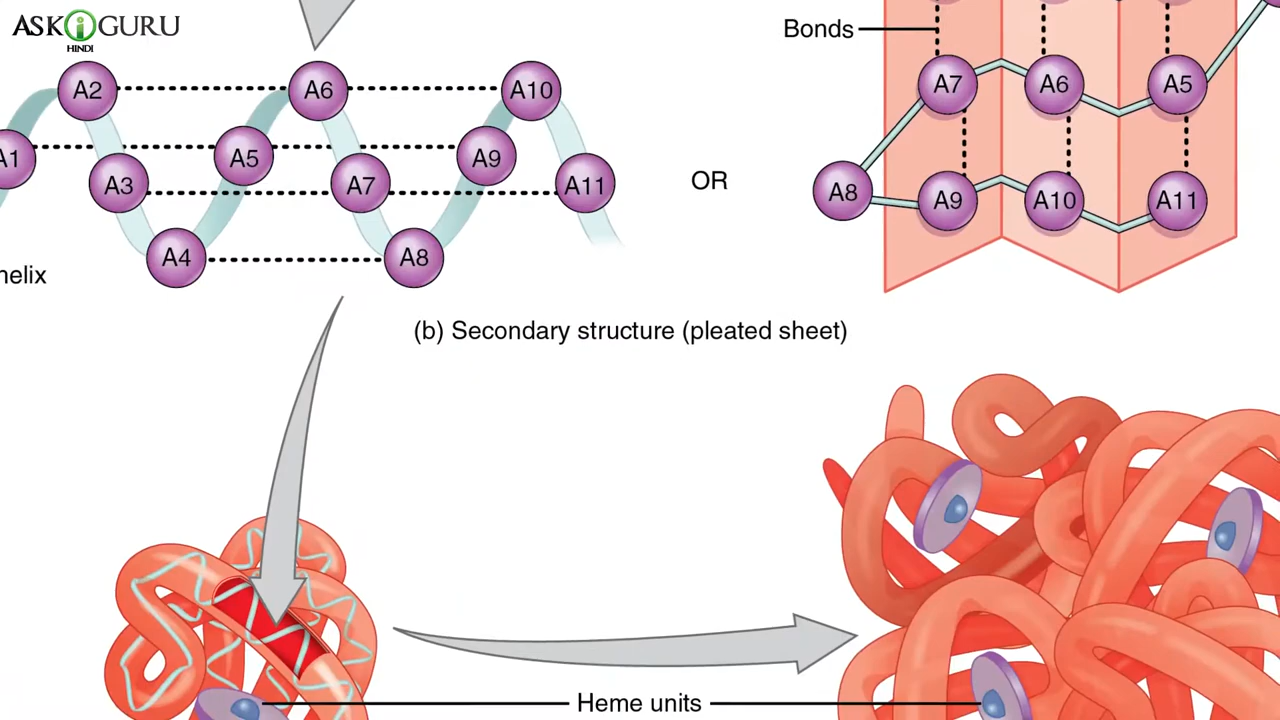 ASK i GURU
HINDI
Bonds
A2
A6
A10
A7
A6
A5
A1
A5
A9
A3
A7
A11
OR
A8
A9
A10
A11
A4
A8
helix
(b) Secondary structure (pleated sheet)
Heme units